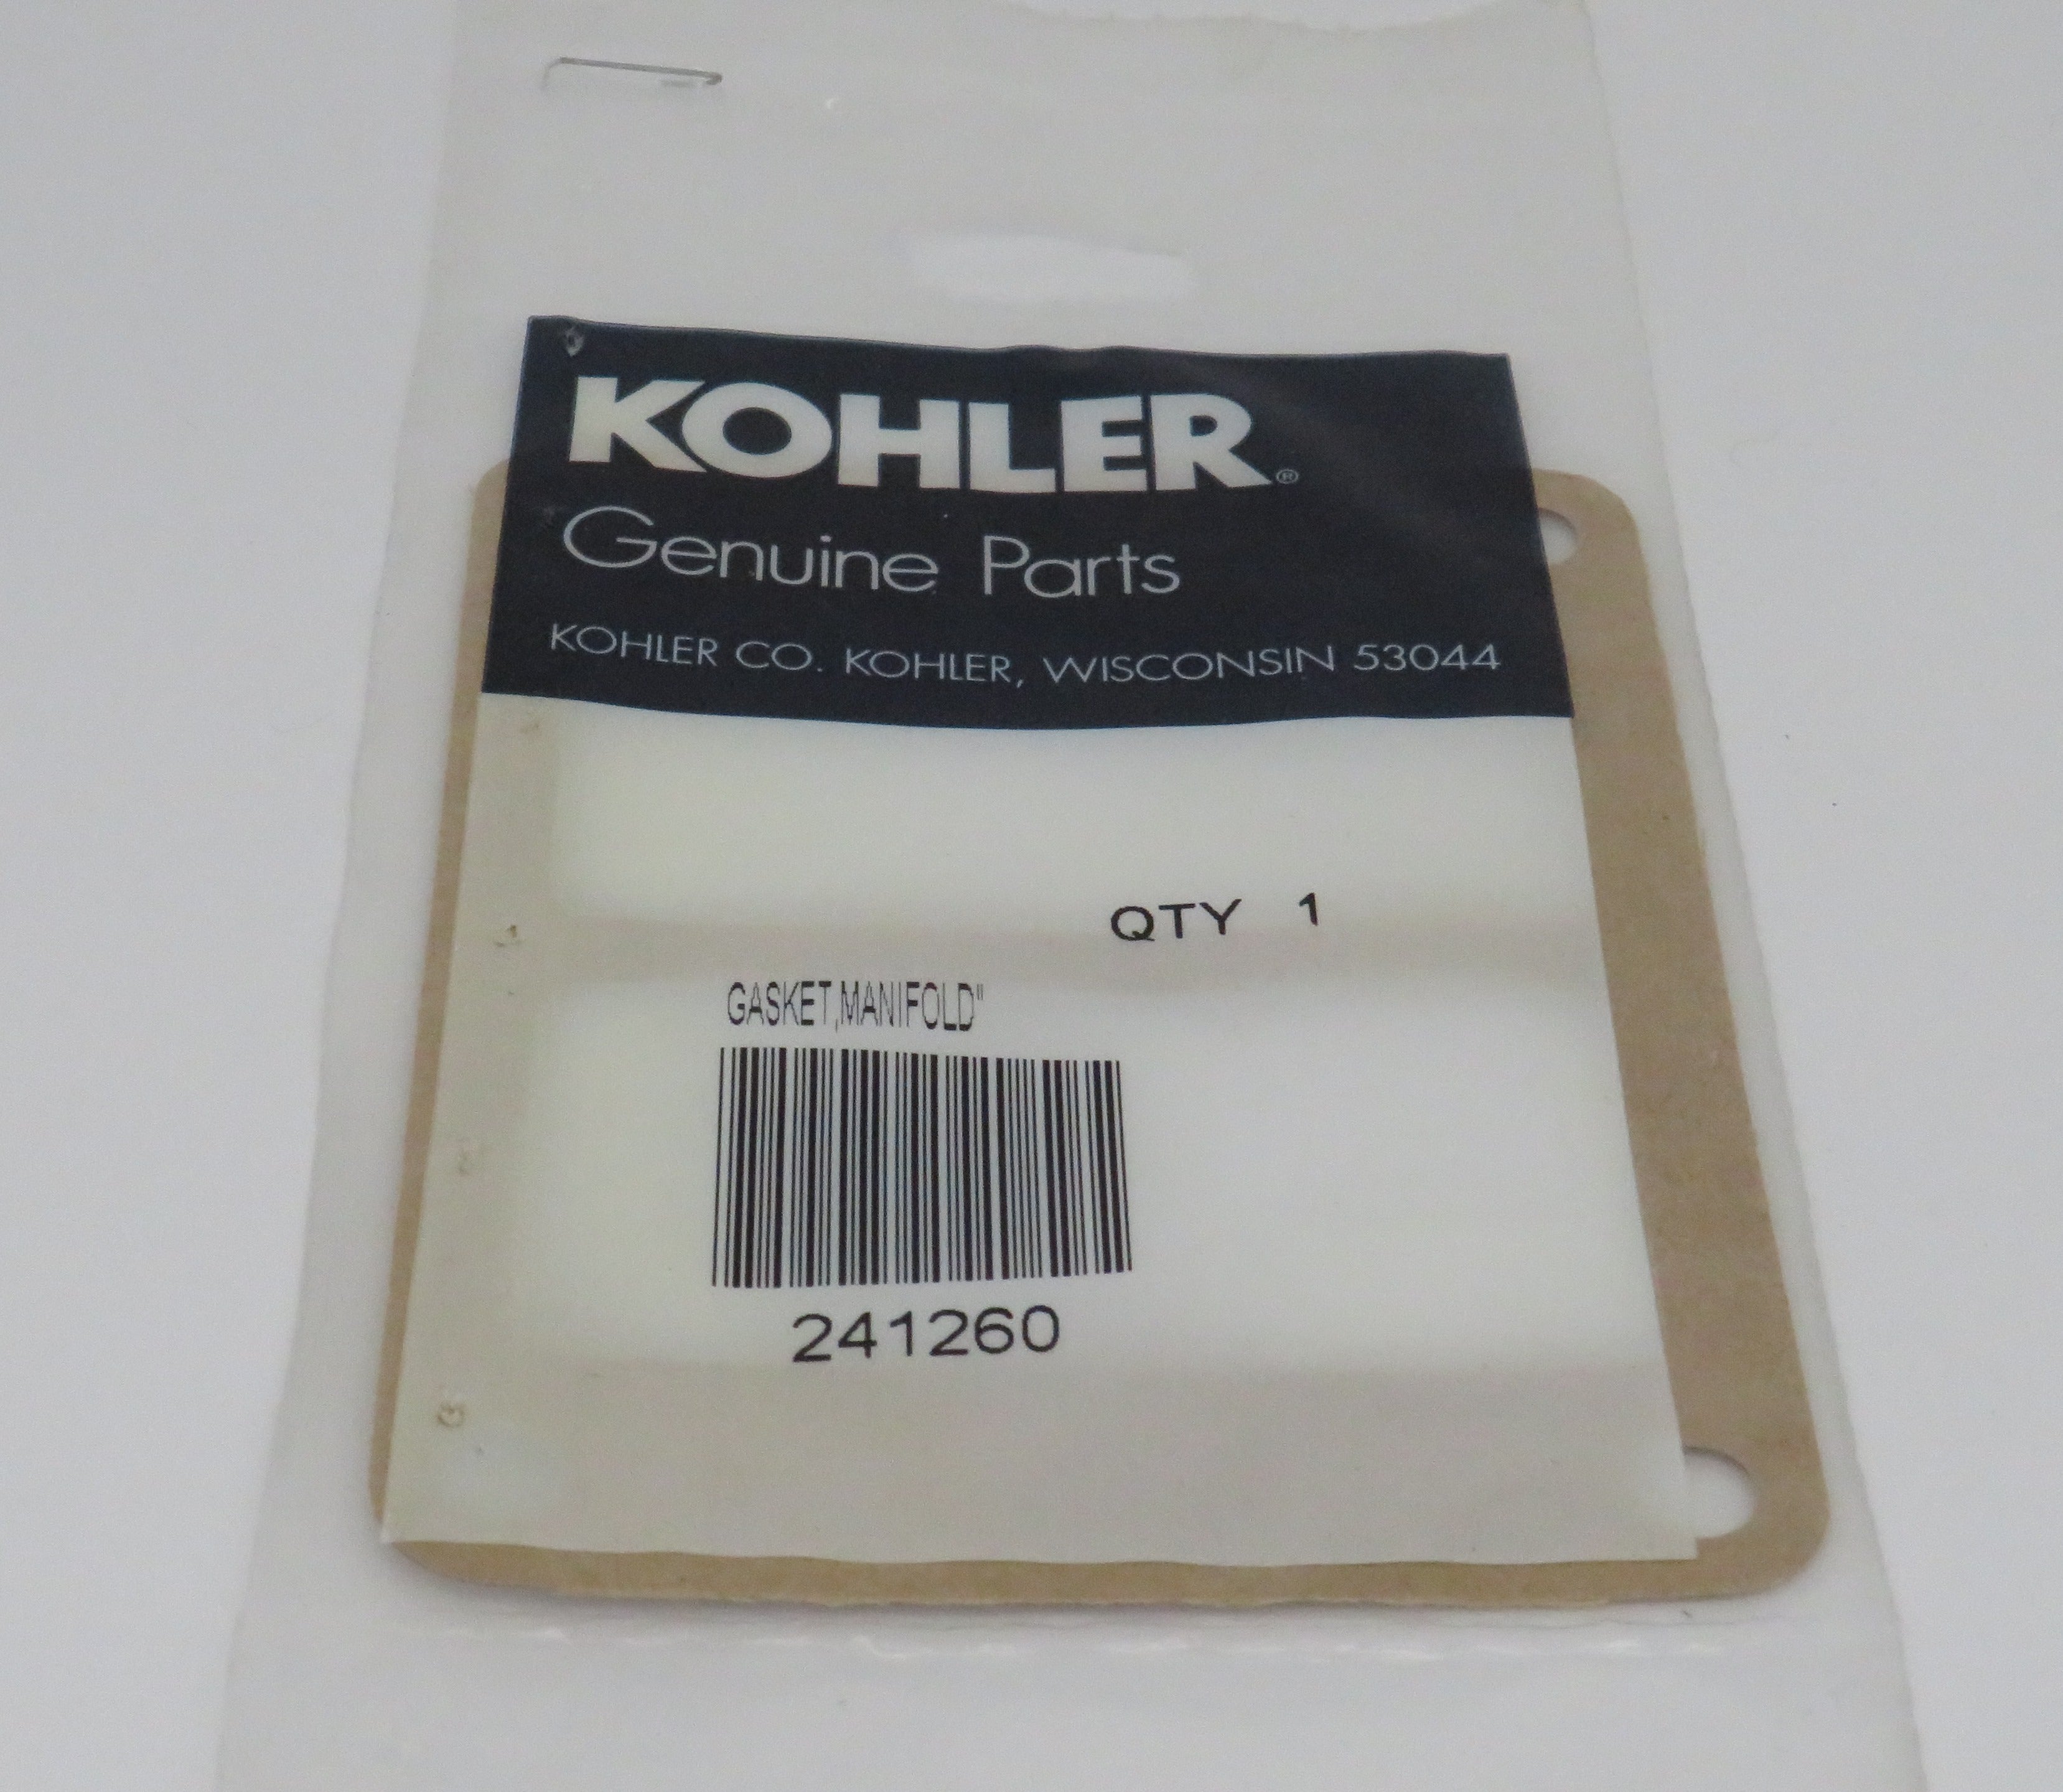 KOHLER®
Genuine Parts
KOHLER CO. KOHLER, WISCONSIN 53044
QTY 1
GASKET,MANIFOLD"
241260